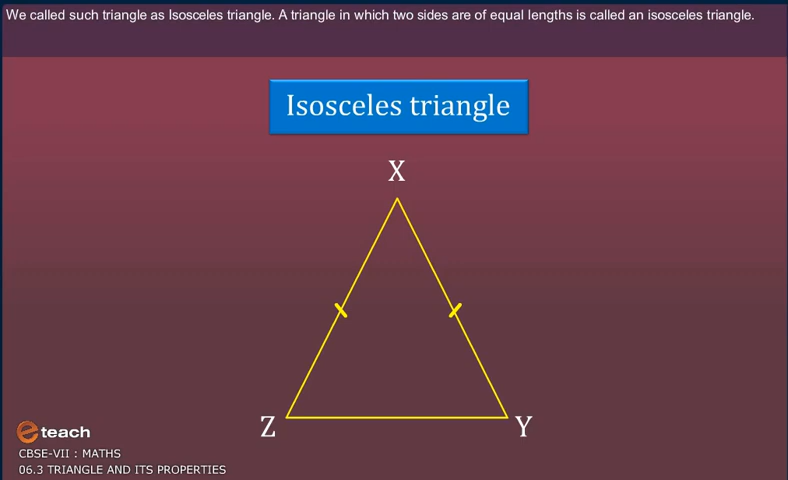 We called such triangle as Isosceles triangle. A triangle in which two sides are of equal lengths is called an isosceles triangle.
Isosceles triangle
X
Z
Y
e teach
CBSE-VII : MATHS
06.3 TRIANGLE AND ITS PROPERTIES